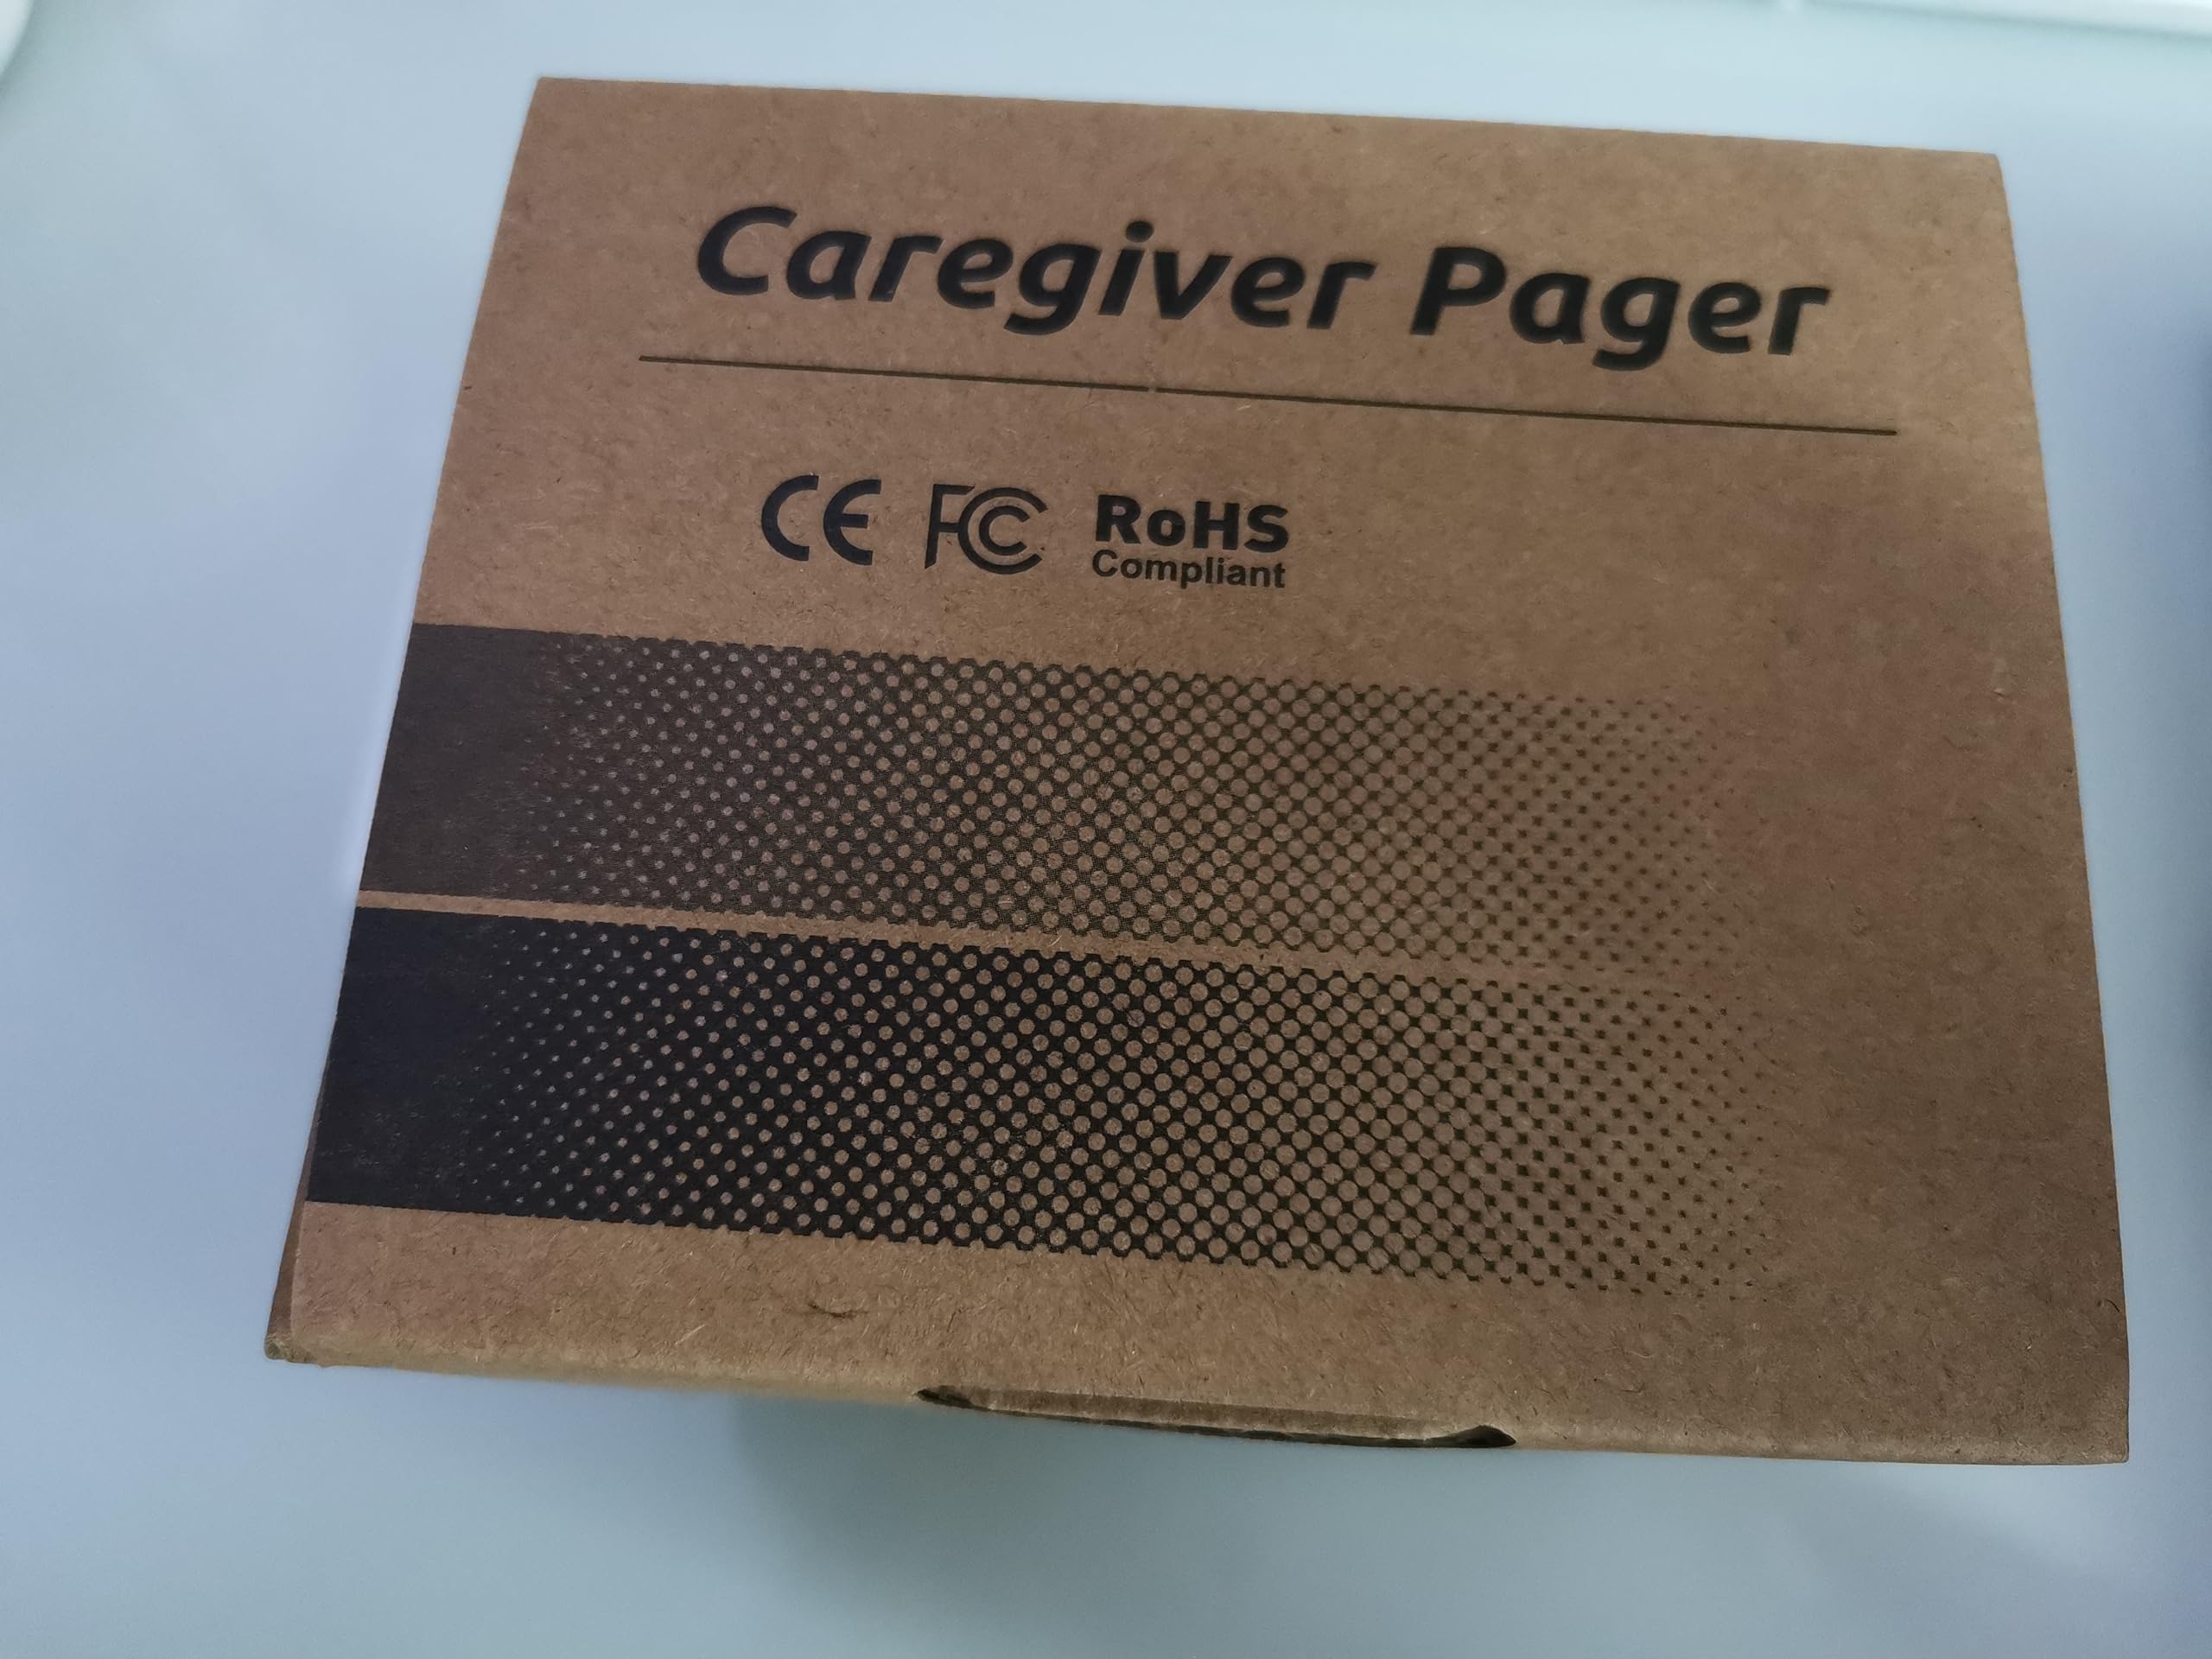 Caregiver Pager
CE FC RoHS
Compliant